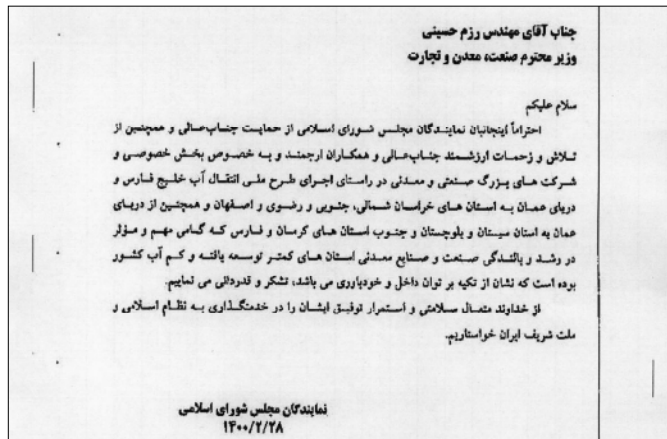 جناب آقای مهندس رزم حسینی
وزیر محترم صنعت، معدن و تجارت
سلام علیکم
احتراماً اینجانبان نمایندگان مجلس شورای اسلامی از حمایت جناب‌عالی و همچنین از
تلاش و زحمات ارزشمند جناب‌عالی و همکاران ارجمند و به خصوص بخش خصوصی و
شرکت های بزرگ صنعتی و معدنی در راستای اجرای طرح ملی انتقال آب خلیج فارس و
دریای عمان به استان های خراسان شمالی، جنوبی و رضوی و اصفهان و همچنین از دریای
عمان به استان سیستان و بلوچستان و جنوب استان های کرمان و فارس که گامی مهم و مؤثر
در رشد و بالندگی صنعت و صنایع معدنی استان های کمتر توسعه یافته و کم آب کشور
برده است که نشان از تکیه بر توان داخل و خودباوری می باشد، تشکر و قدردانی می نماییم.
از خداوند متعال سلامتی و استمرار توفیق ایشان را در خدمتگذاری به نظام اسلامی و
ملت شریف ایران خواستاریم.
نمایندگان مجلس شورای اسلامی
۱۴۰۰/۲/۲۸